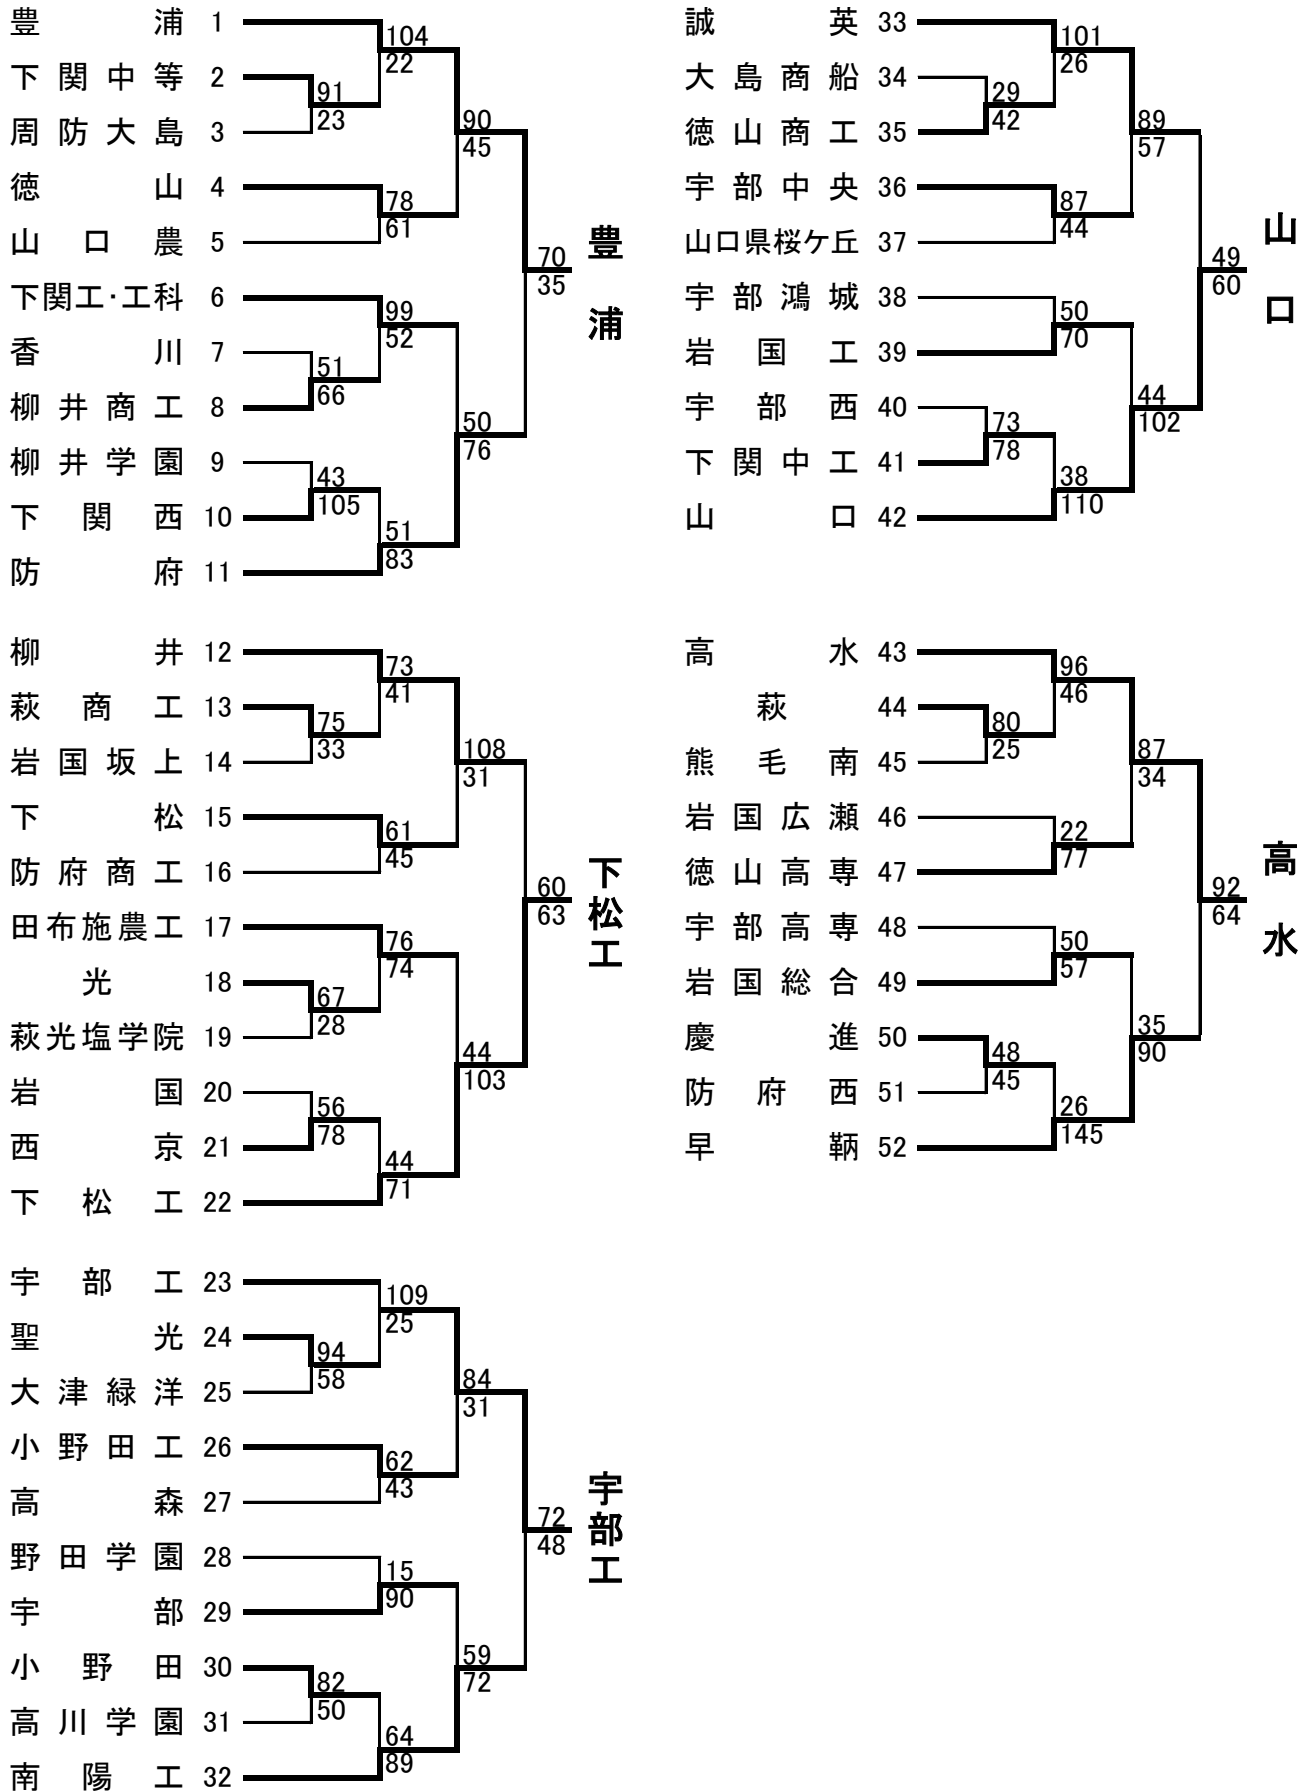 豊浦 1
104
22
下関中等 2
91
23
周防大島 3
90
45
徳山 4
78
61
山口農 5
70
35
豊浦
下関工・工科 6
99
52
香川 7
51
66
柳井商工 8
50
76
柳井学園 9
43
105
下関西 10
51
83
防府 11
柳井 12
73
41
萩商工 13
75
33
岩国坂上 14
108
31
下松 15
61
45
防府商工 16
60
63
下松工
田布施農工 17
76
74
光 18
67
28
萩光塩学院 19
44
103
岩国 20
56
78
西京 21
44
71
下松工 22
宇部工 23
109
25
聖光 24
94
58
大津緑洋 25
84
31
小野田工 26
62
43
高森 27
72
48
宇部工
野田学園 28
15
90
宇部 29
59
72
小野田 30
82
50
高川学園 31
64
89
南陽工 32
誠英 33
101
26
大島商船 34
29
42
徳山商工 35
89
57
宇部中央 36
87
44
山口県桜ケ丘 37
49
60
山口
宇部鴻城 38
50
70
岩国工 39
44
102
宇部西 40
73
78
下関中工 41
38
110
山口 42
高水 43
96
46
萩 44
80
25
熊毛南 45
87
34
岩国広瀬 46
22
77
徳山高専 47
92
64
高水
宇部高専 48
50
57
岩国総合 49
35
90
慶進 50
48
45
防府西 51
26
145
早鞆 52